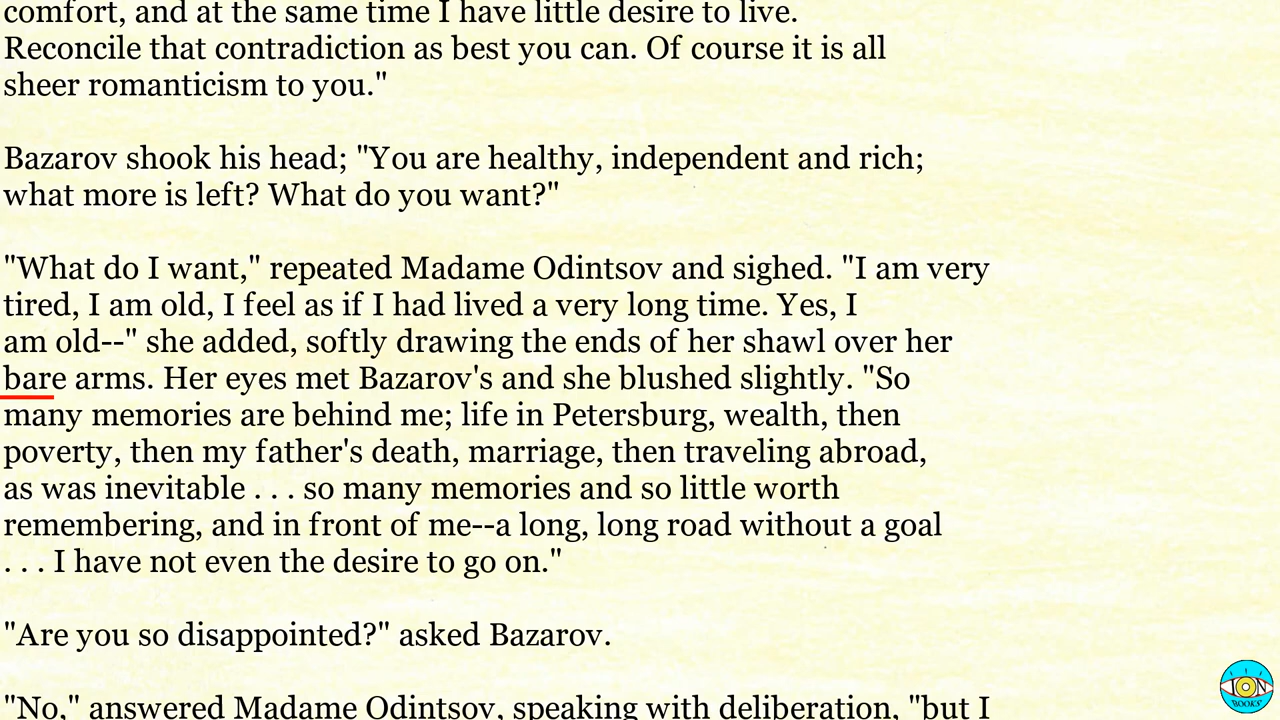 comfort, and at the same time I have little desire to live.
Reconcile that contradiction as best you can. Of course it is all
sheer romanticism to you."
Bazarov shook his head; "You are healthy, independent and rich;
what more is left? What do you want?"
"What do I want," repeated Madame Odintsov and sighed. "I am very
tired, I am old, I feel as if I had lived a very long time. Yes, I
am old--" she added, softly drawing the ends of her shawl over her
bare arms. Her eyes met Bazarov's and she blushed slightly. "So
many memories are behind me; life in Petersburg, wealth, then
poverty, then my father's death, marriage, then traveling abroad,
as was inevitable . . . so many memories and so little worth
remembering, and in front of me--a long, long road without a goal
. . . I have not even the desire to go on."
"Are you so disappointed?" asked Bazarov.
"No," answered Madame Odintsov, speaking with deliberation, "but I
ION
BOOKS